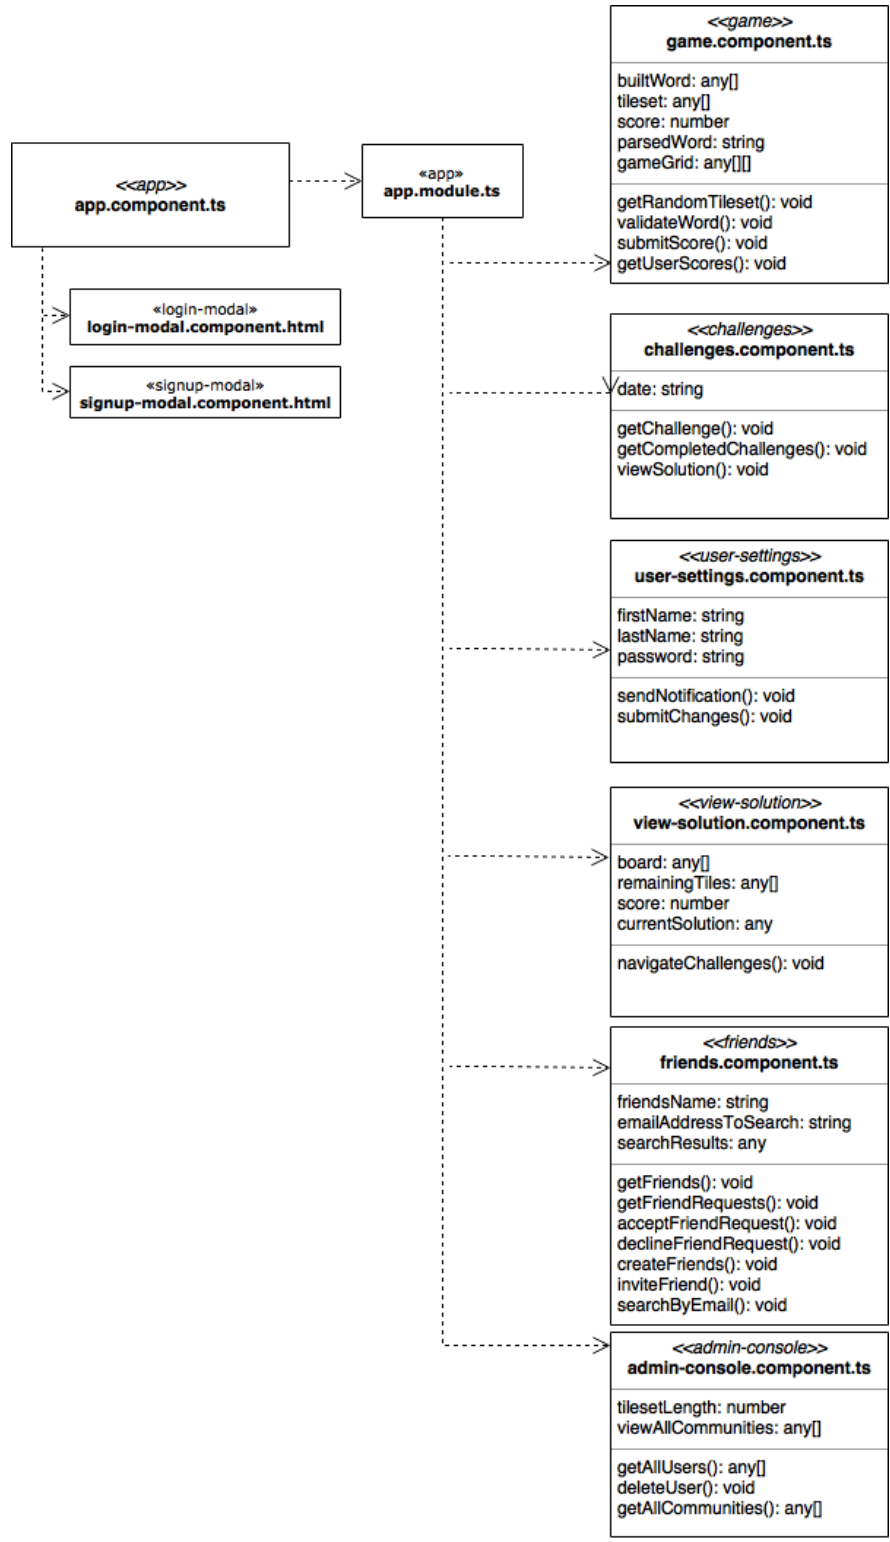 <<app>>
app.component.ts
«app»
app.module.ts
«login-modal»
login-modal.component.html
«signup-modal»
signup-modal.component.html
<<game>>
game.component.ts
builtWord: any[]
tileset: any[]
score: number
parsedWord: string
gameGrid: any[][]
getRandomTileset(): void
validateWord(): void
submitScore(): void
getUserScores(): void
<<challenges>>
challenges.component.ts
date: string
getChallenge(): void
getCompletedChallenges(): void
viewSolution(): void
<<user-settings>>
user-settings.component.ts
firstName: string
lastName: string
password: string
sendNotification(): void
submitChanges(): void
<<view-solution>>
view-solution.component.ts
board: any[]
remainingTiles: any[]
score: number
currentSolution: any
navigateChallenges(): void
<<friends>>
friends.component.ts
friendsName: string
emailAddressToSearch: string
searchResults: any
getFriends(): void
getFriendRequests(): void
acceptFriendRequest(): void
declineFriendRequest(): void
createFriends(): void
inviteFriend(): void
searchByEmail(): void
<<admin-console>>
admin-console.component.ts
tilesetLength: number
viewAllCommunities: any[]
getAllUsers(): any[]
deleteUser(): void
getAllCommunities(): any[]